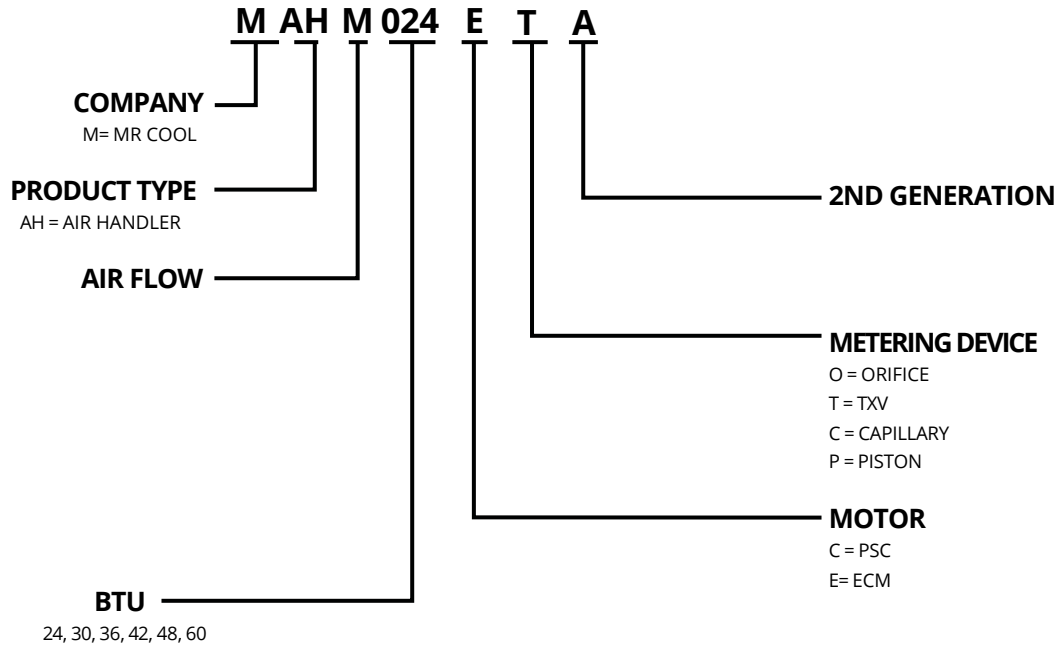 M AH M 024 E T A
COMPANY
M= MR COOL
PRODUCT TYPE
AH = AIR HANDLER
AIR FLOW
BTU
24, 30, 36, 42, 48, 60
2ND GENERATION
METERING DEVICE
O = ORIFICE
T = TXV
C = CAPILLARY
P = PISTON
MOTOR
C = PSC
E= ECM